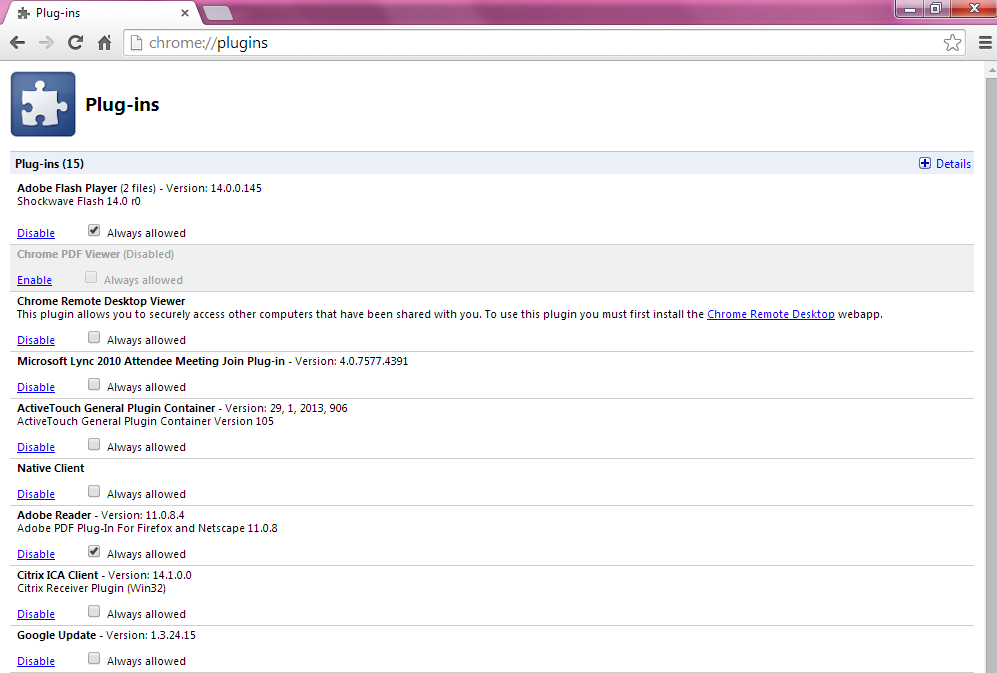 Plug-ins
chrome://plugins
Plug-ins
Plug-ins (15) Details
Adobe Flash Player (2 files) - Version: 14.0.0.145
Shockwave Flash 14.0 r0
Disable Always allowed
Chrome PDF Viewer (Disabled)
Enable Always allowed
Chrome Remote Desktop Viewer
This plugin allows you to securely access other computers that have been shared with you. To use this plugin you must first install the Chrome Remote Desktop webapp.
Disable Always allowed
Microsoft Lync 2010 Attendee Meeting Join Plug-in - Version: 4.0.7577.4391
Disable Always allowed
ActiveTouch General Plugin Container - Version: 29, 1, 2013, 906
ActiveTouch General Plugin Container Version 105
Disable Always allowed
Native Client
Disable Always allowed
Adobe Reader - Version: 11.0.8.4
Adobe PDF Plug-In For Firefox and Netscape 11.0.8
Disable Always allowed
Citrix ICA Client - Version: 14.1.0.0
Citrix Receiver Plugin (Win32)
Disable Always allowed
Google Update - Version: 1.3.24.15
Disable Always allowed